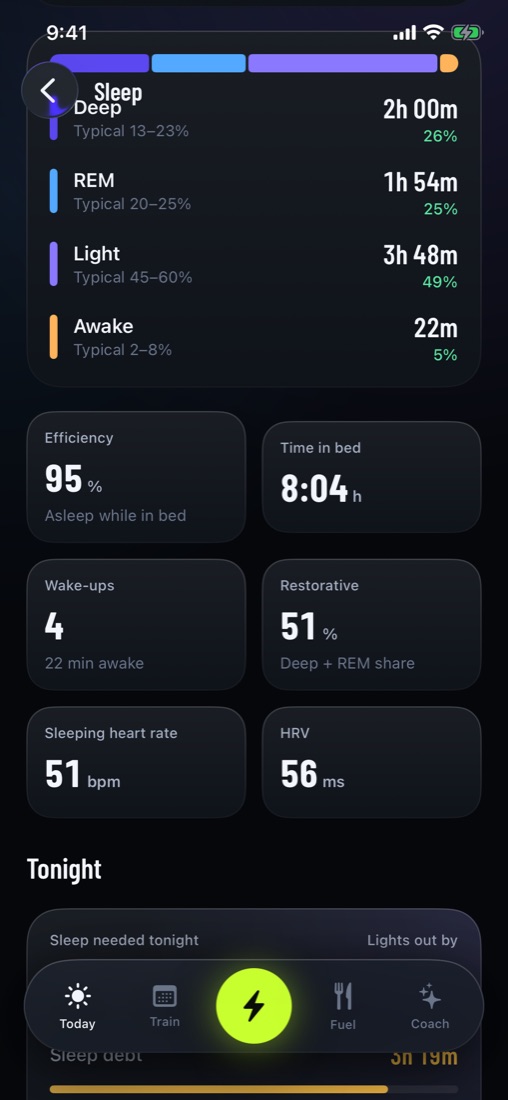 9:41
Sleep
Deep
2h 00m
Typical 13–23%
26%
REM
1h 54m
Typical 20–25%
25%
Light
3h 48m
Typical 45–60%
49%
Awake
22m
Typical 2–8%
5%
Efficiency
95 %
Asleep while in bed
Time in bed
8:04 h
Wake-ups
4
22 min awake
Restorative
51 %
Deep + REM share
Sleeping heart rate
51 bpm
HRV
56 ms
Tonight
Sleep needed tonight
Lights out by
Today
Train
Fuel
Coach
Sleep debt
3h 19m